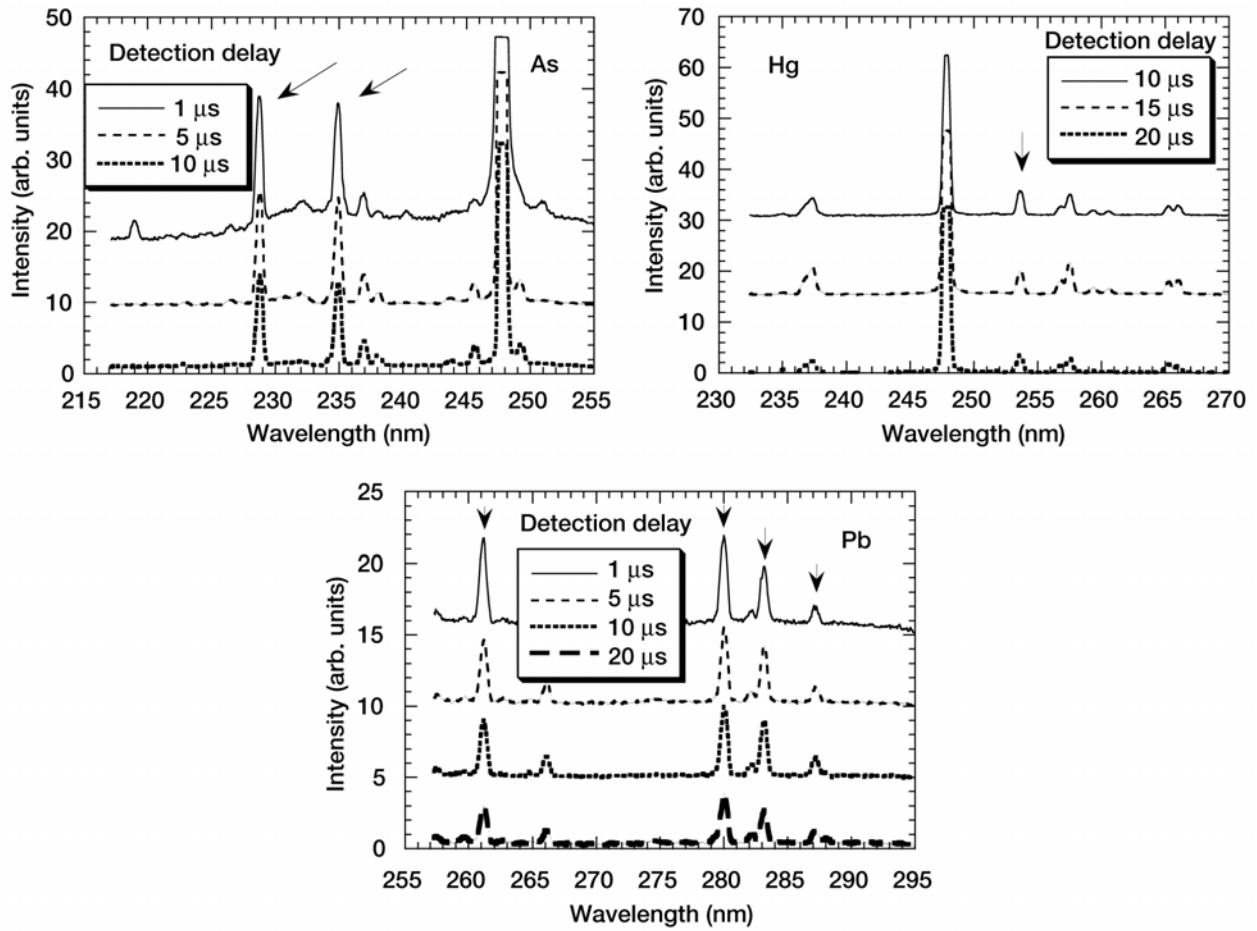 Detection delay
As
1 μs
5 μs
10 μs
50
40
30
20
10
0
Intensity (arb. units)
215 220 225 230 235 240 245 250 255
Wavelength (nm)
Detection delay
Hg
10 μs
15 μs
20 μs
70
60
50
40
30
20
10
0
Intensity (arb. units)
230 235 240 245 250 255 260 265 270
Wavelength (nm)
Detection delay
Pb
1 μs
5 μs
10 μs
20 μs
25
20
15
10
5
0
Intensity (arb. units)
255 260 265 270 275 280 285 290 295
Wavelength (nm)